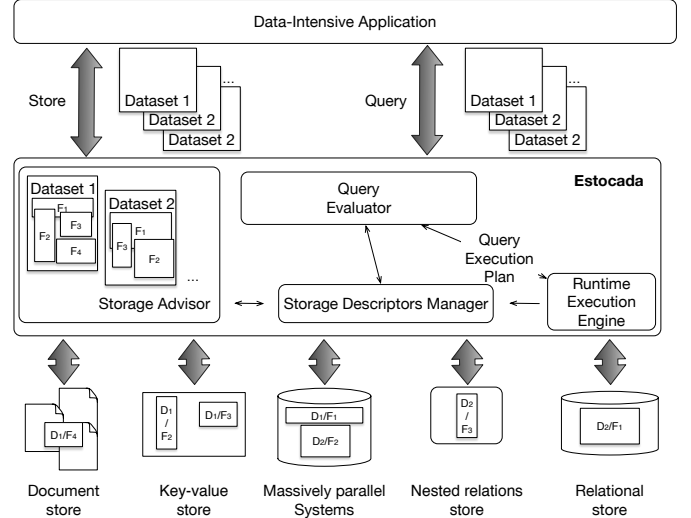 Data-Intensive Application
Store
Dataset 1
...
Dataset 2
Dataset 2
Query
Dataset 1
...
Dataset 2
Dataset 2
Estocada
Dataset 1
F1
F2
F3
F4
Dataset 2
F1
F3
F2
...
Storage Advisor
Query
Evaluator
Query
Execution
Plan
Storage Descriptors Manager
Runtime
Execution
Engine
D1/F4
D1
/
F2
D1/F3
D1/F1
D2/F2
D2
/
F3
D2/F1
Document
store
Key-value
store
Massively parallel
Systems
Nested relations
store
Relational
store